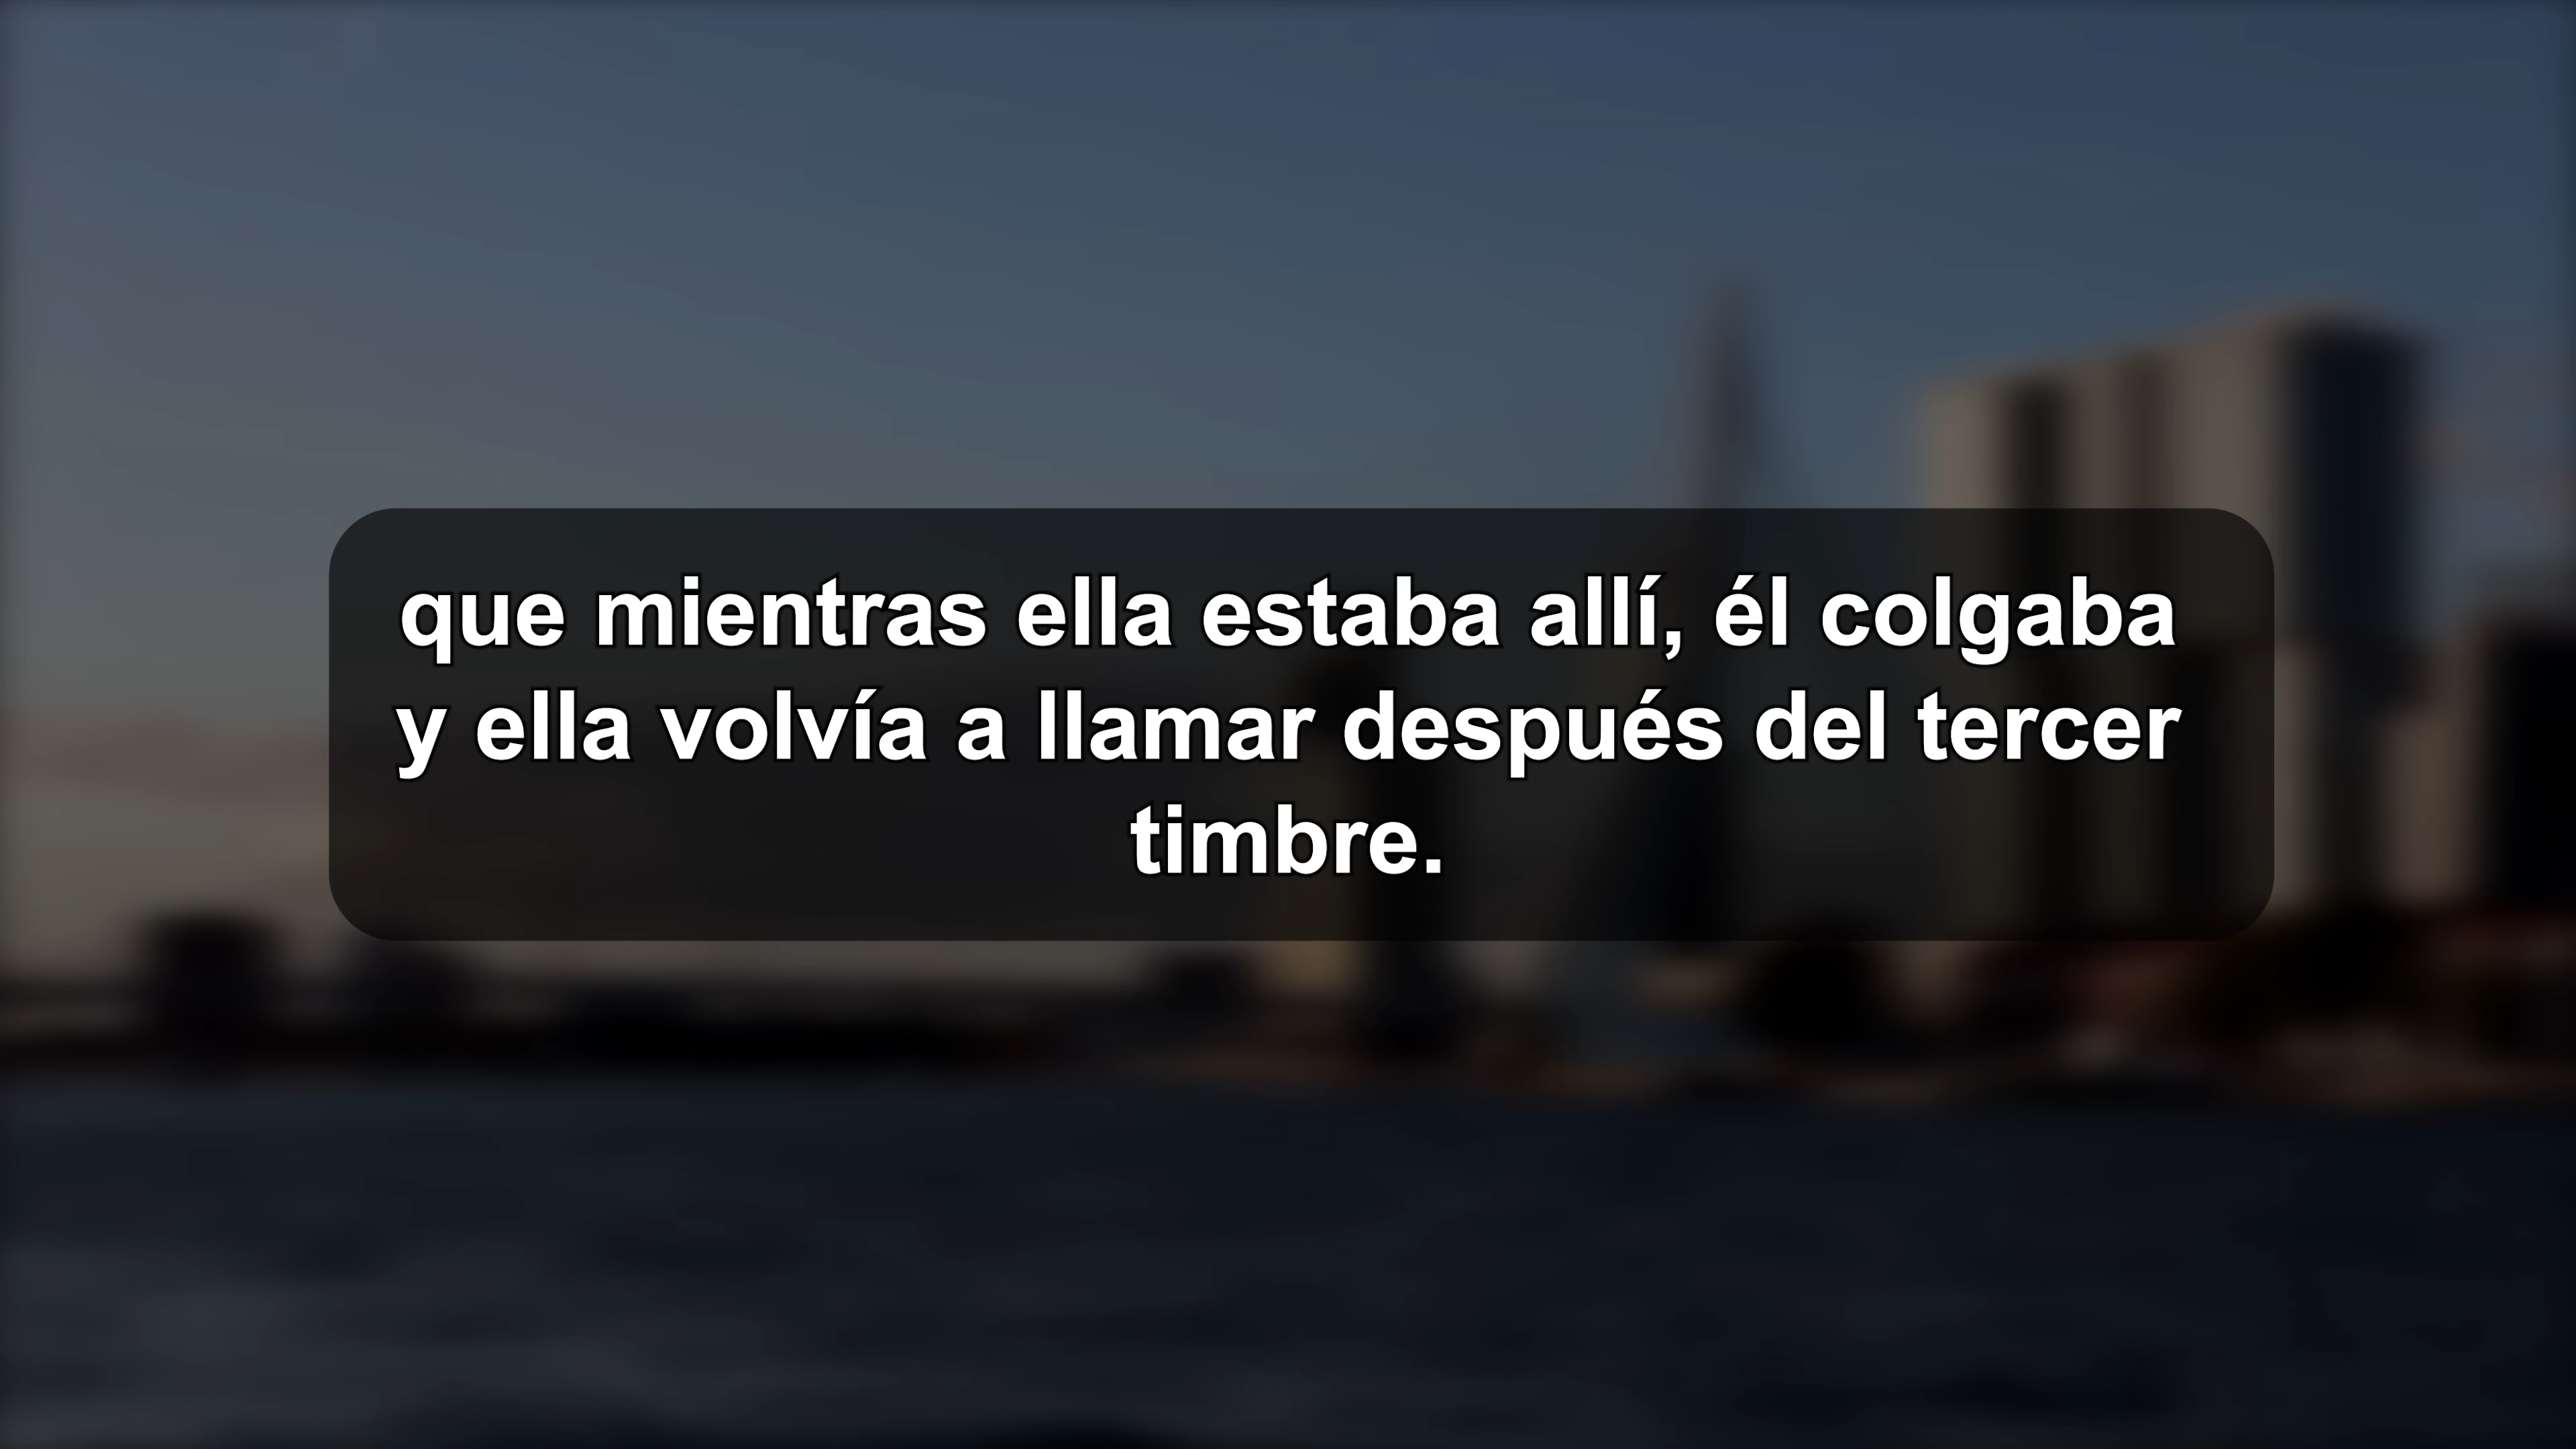 que mientras ella estaba allí, él colgaba
y ella volvía a llamar después del tercer
timbre.